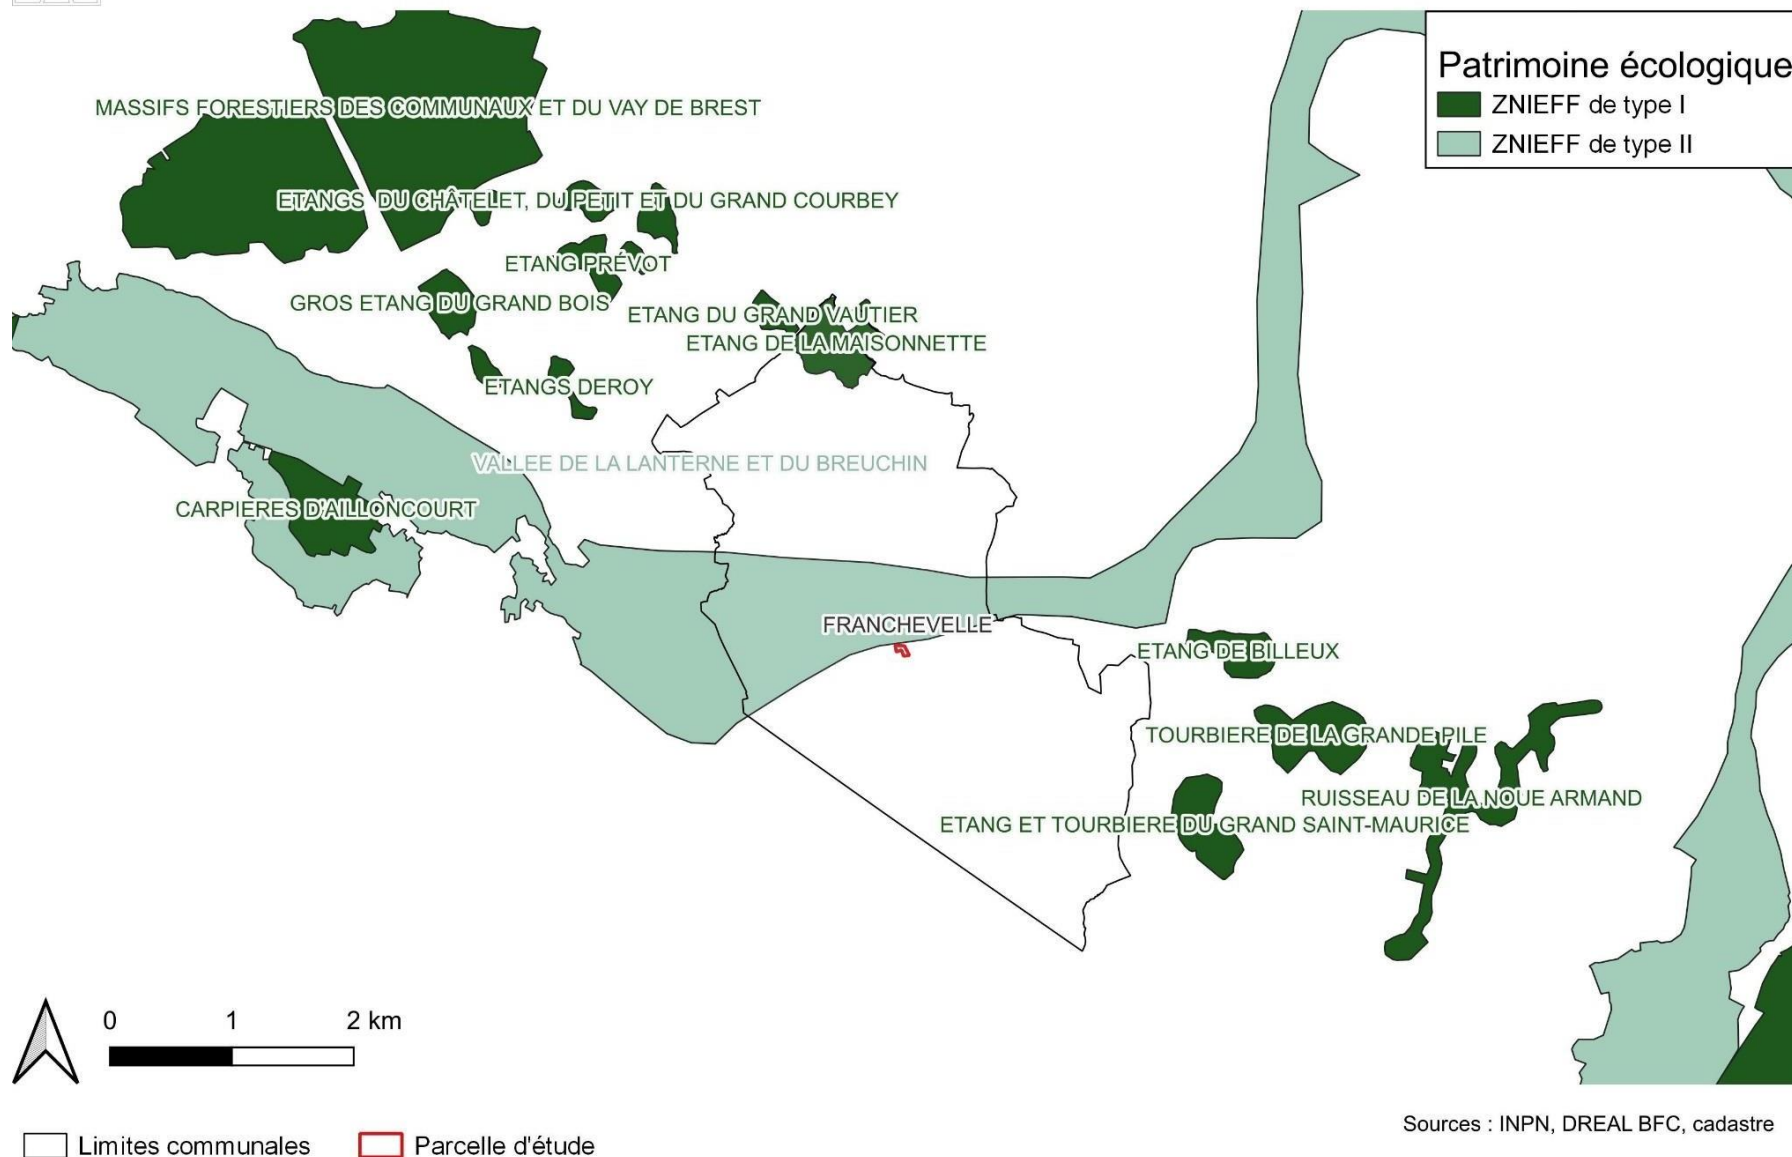 Patrimoine écologique
ZNIEFF de type I
ZNIEFF de type II
MASSIFS FORESTIERS DES COMMUNAUX ET DU VAY DE BREST
ETANGS DU CHÂTELET, DU PETIT ET DU GRAND COURBEY
ETANG PRÉVOT
GROS ETANG DU GRAND BOIS
ETANG DU GRAND VAUTIER
ETANG DE LA MAISONNETTE
ETANGS DEROY
VALLEE DE LA LANTERNE ET DU BREUCHIN
CARPIERES D'AILLONCOURT
FRANCHEVELLE
ETANG DE BILLEUX
TOURBIERE DE LA GRANDE PILE
RUISSEAU DE LA NOUE ARMAND
ETANG ET TOURBIERE DU GRAND SAINT-MAURICE
0 1 2 km
Sources : INPN, DREAL BFC, cadastre
Limites communales
Parcelle d'étude